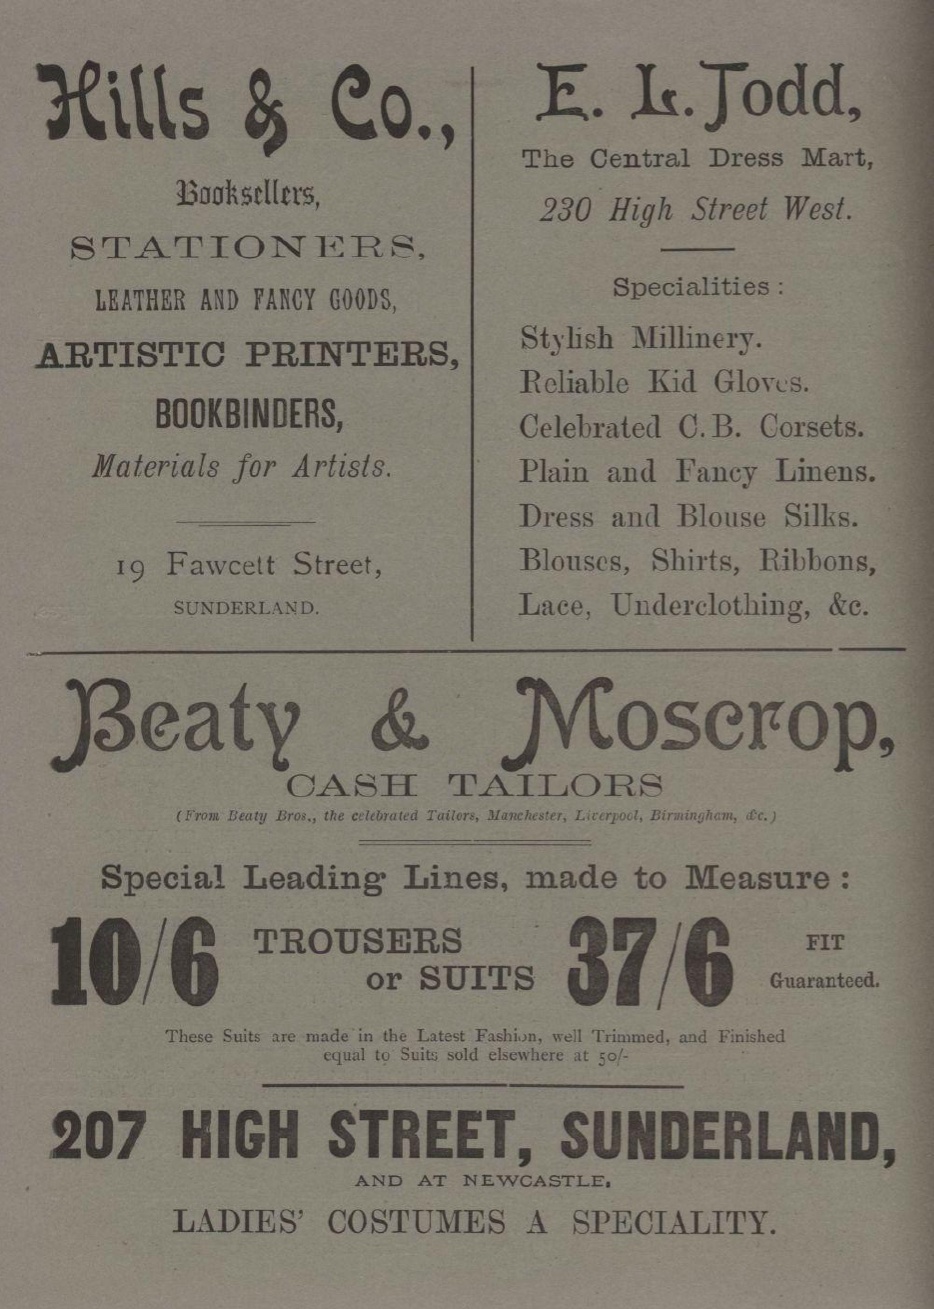 Hills & Co.,
Booksellers,
STATIONERS,
LEATHER AND FANCY GOODS,
ARTISTIC PRINTERS,
BOOKBINDERS,
Materials for Artists.
19 Fawcett Street,
SUNDERLAND.
E. L. Todd,
The Central Dress Mart,
230 High Street West.
Specialities :
Stylish Millinery.
Reliable Kid Gloves.
Celebrated C. B. Corsets.
Plain and Fancy Linens.
Dress and Blouse Silks.
Blouses, Shirts, Ribbons,
Lace, Underclothing, &c.
Beaty & Moscrop,
CASH TAILORS
(From Beaty Bros., the celebrated Tailors, Manchester, Liverpool, Birmingham, &c.)
Special Leading Lines, made to Measure :
10/6 TROUSERS or SUITS 37/6 FIT Guaranteed.
These Suits are made in the Latest Fashion, well Trimmed, and Finished
equal to Suits sold elsewhere at 50/-
207 HIGH STREET, SUNDERLAND,
AND AT NEWCASTLE,
LADIES' COSTUMES A SPECIALITY.